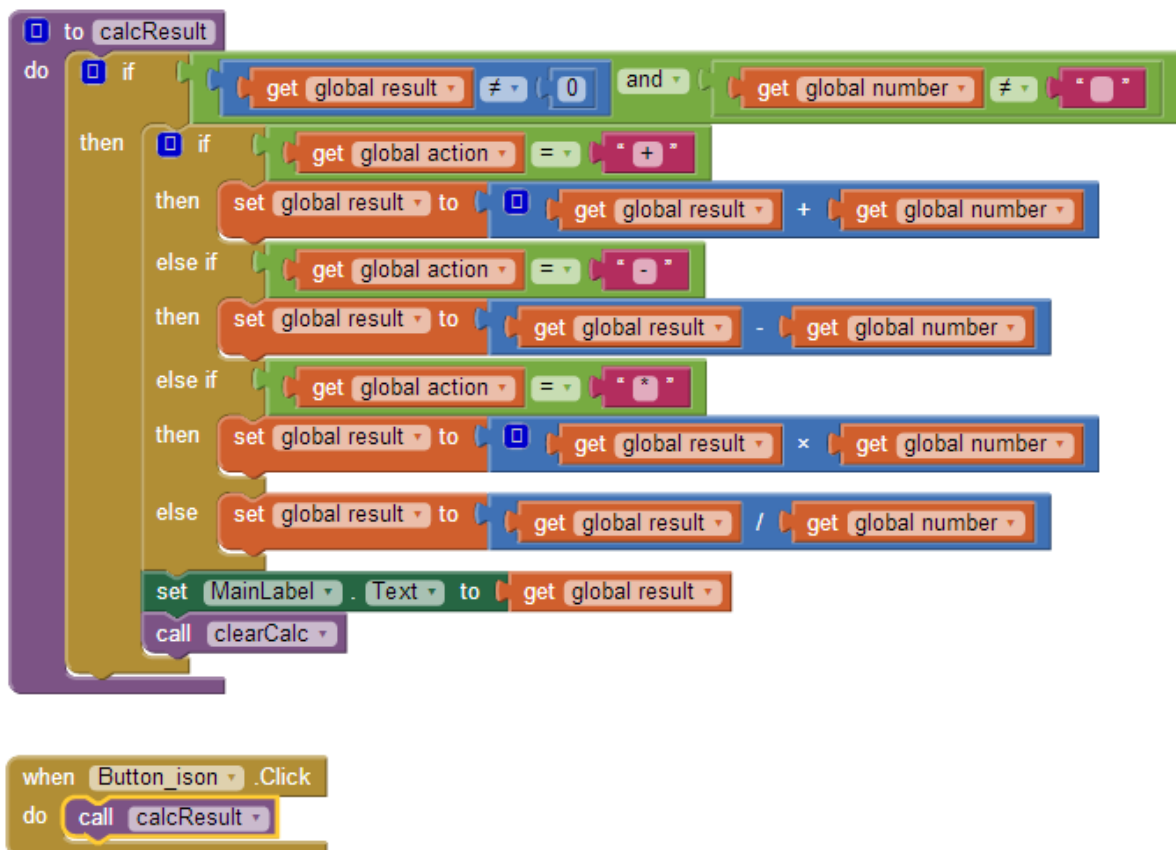 to calcResult
do if get global result ≠ 0 and get global number ≠ “ ”
then if get global action = “ + ”
then set global result to get global result + get global number
else if get global action = “ - ”
then set global result to get global result - get global number
else if get global action = “ * ”
then set global result to get global result × get global number
else set global result to get global result / get global number
set MainLabel . Text to get global result
call clearCalc
when Button_ison .Click
do call calcResult